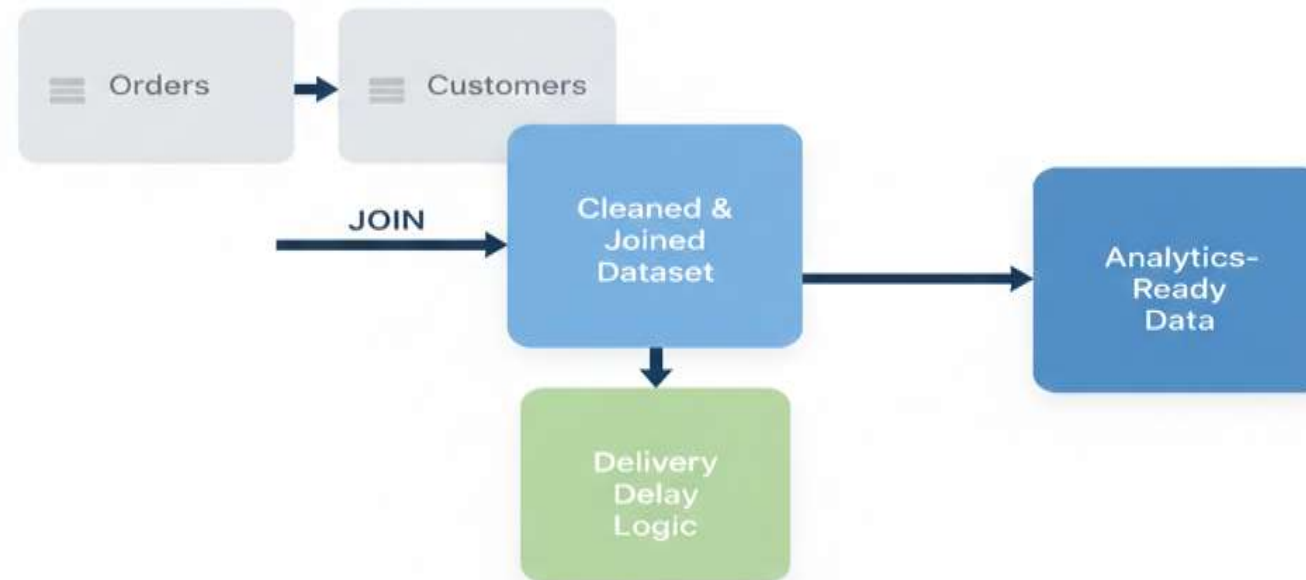 Orders
Customers
JOIN
Cleaned &
Joined
Dataset
Analytics-
Ready
Data
Delivery
Delay
Logic